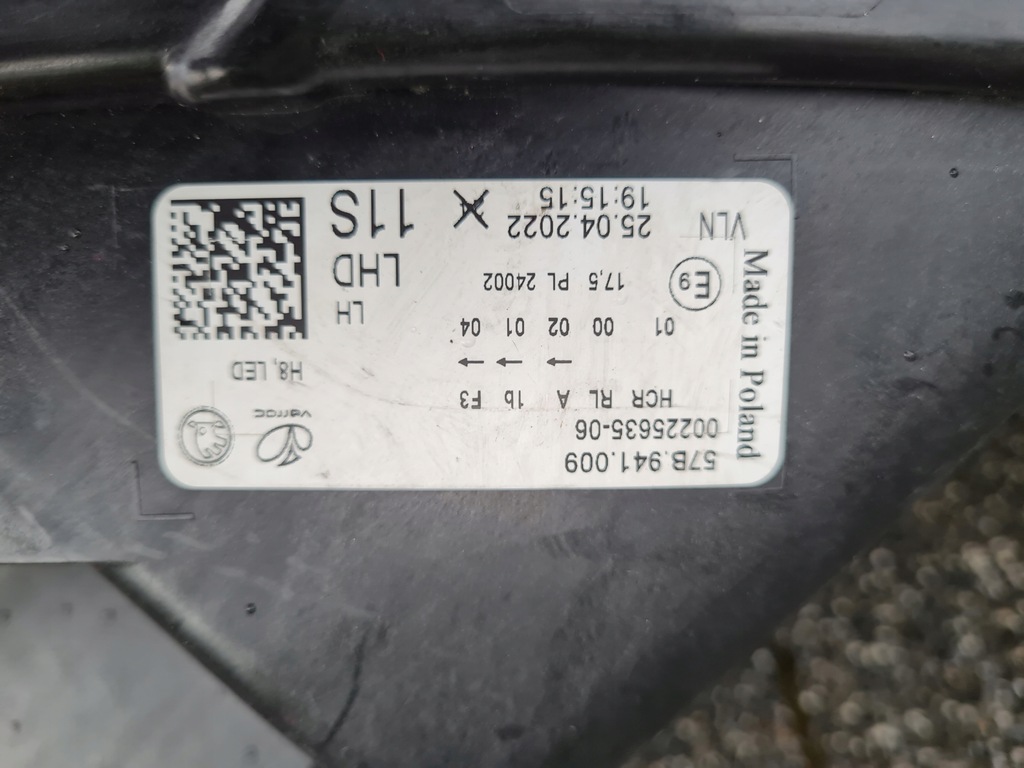 57B.941.009
00225635-06
varroc
HCR RL A 1b F3
← ← ←
H8, LED
01 00 02 01 04
E9
17,5 PL 24002
LH
LHD
VLN
25.04.2022
19:15:15
X
11S
Made in Poland